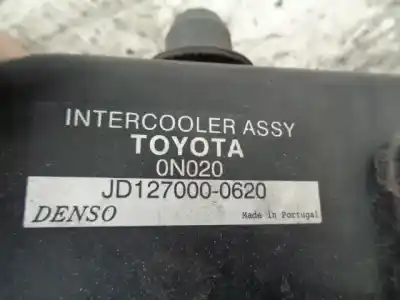 INTERCOOLER ASSY
TOYOTA
0N020
JD127000-0620
DENSO Made in Portugal